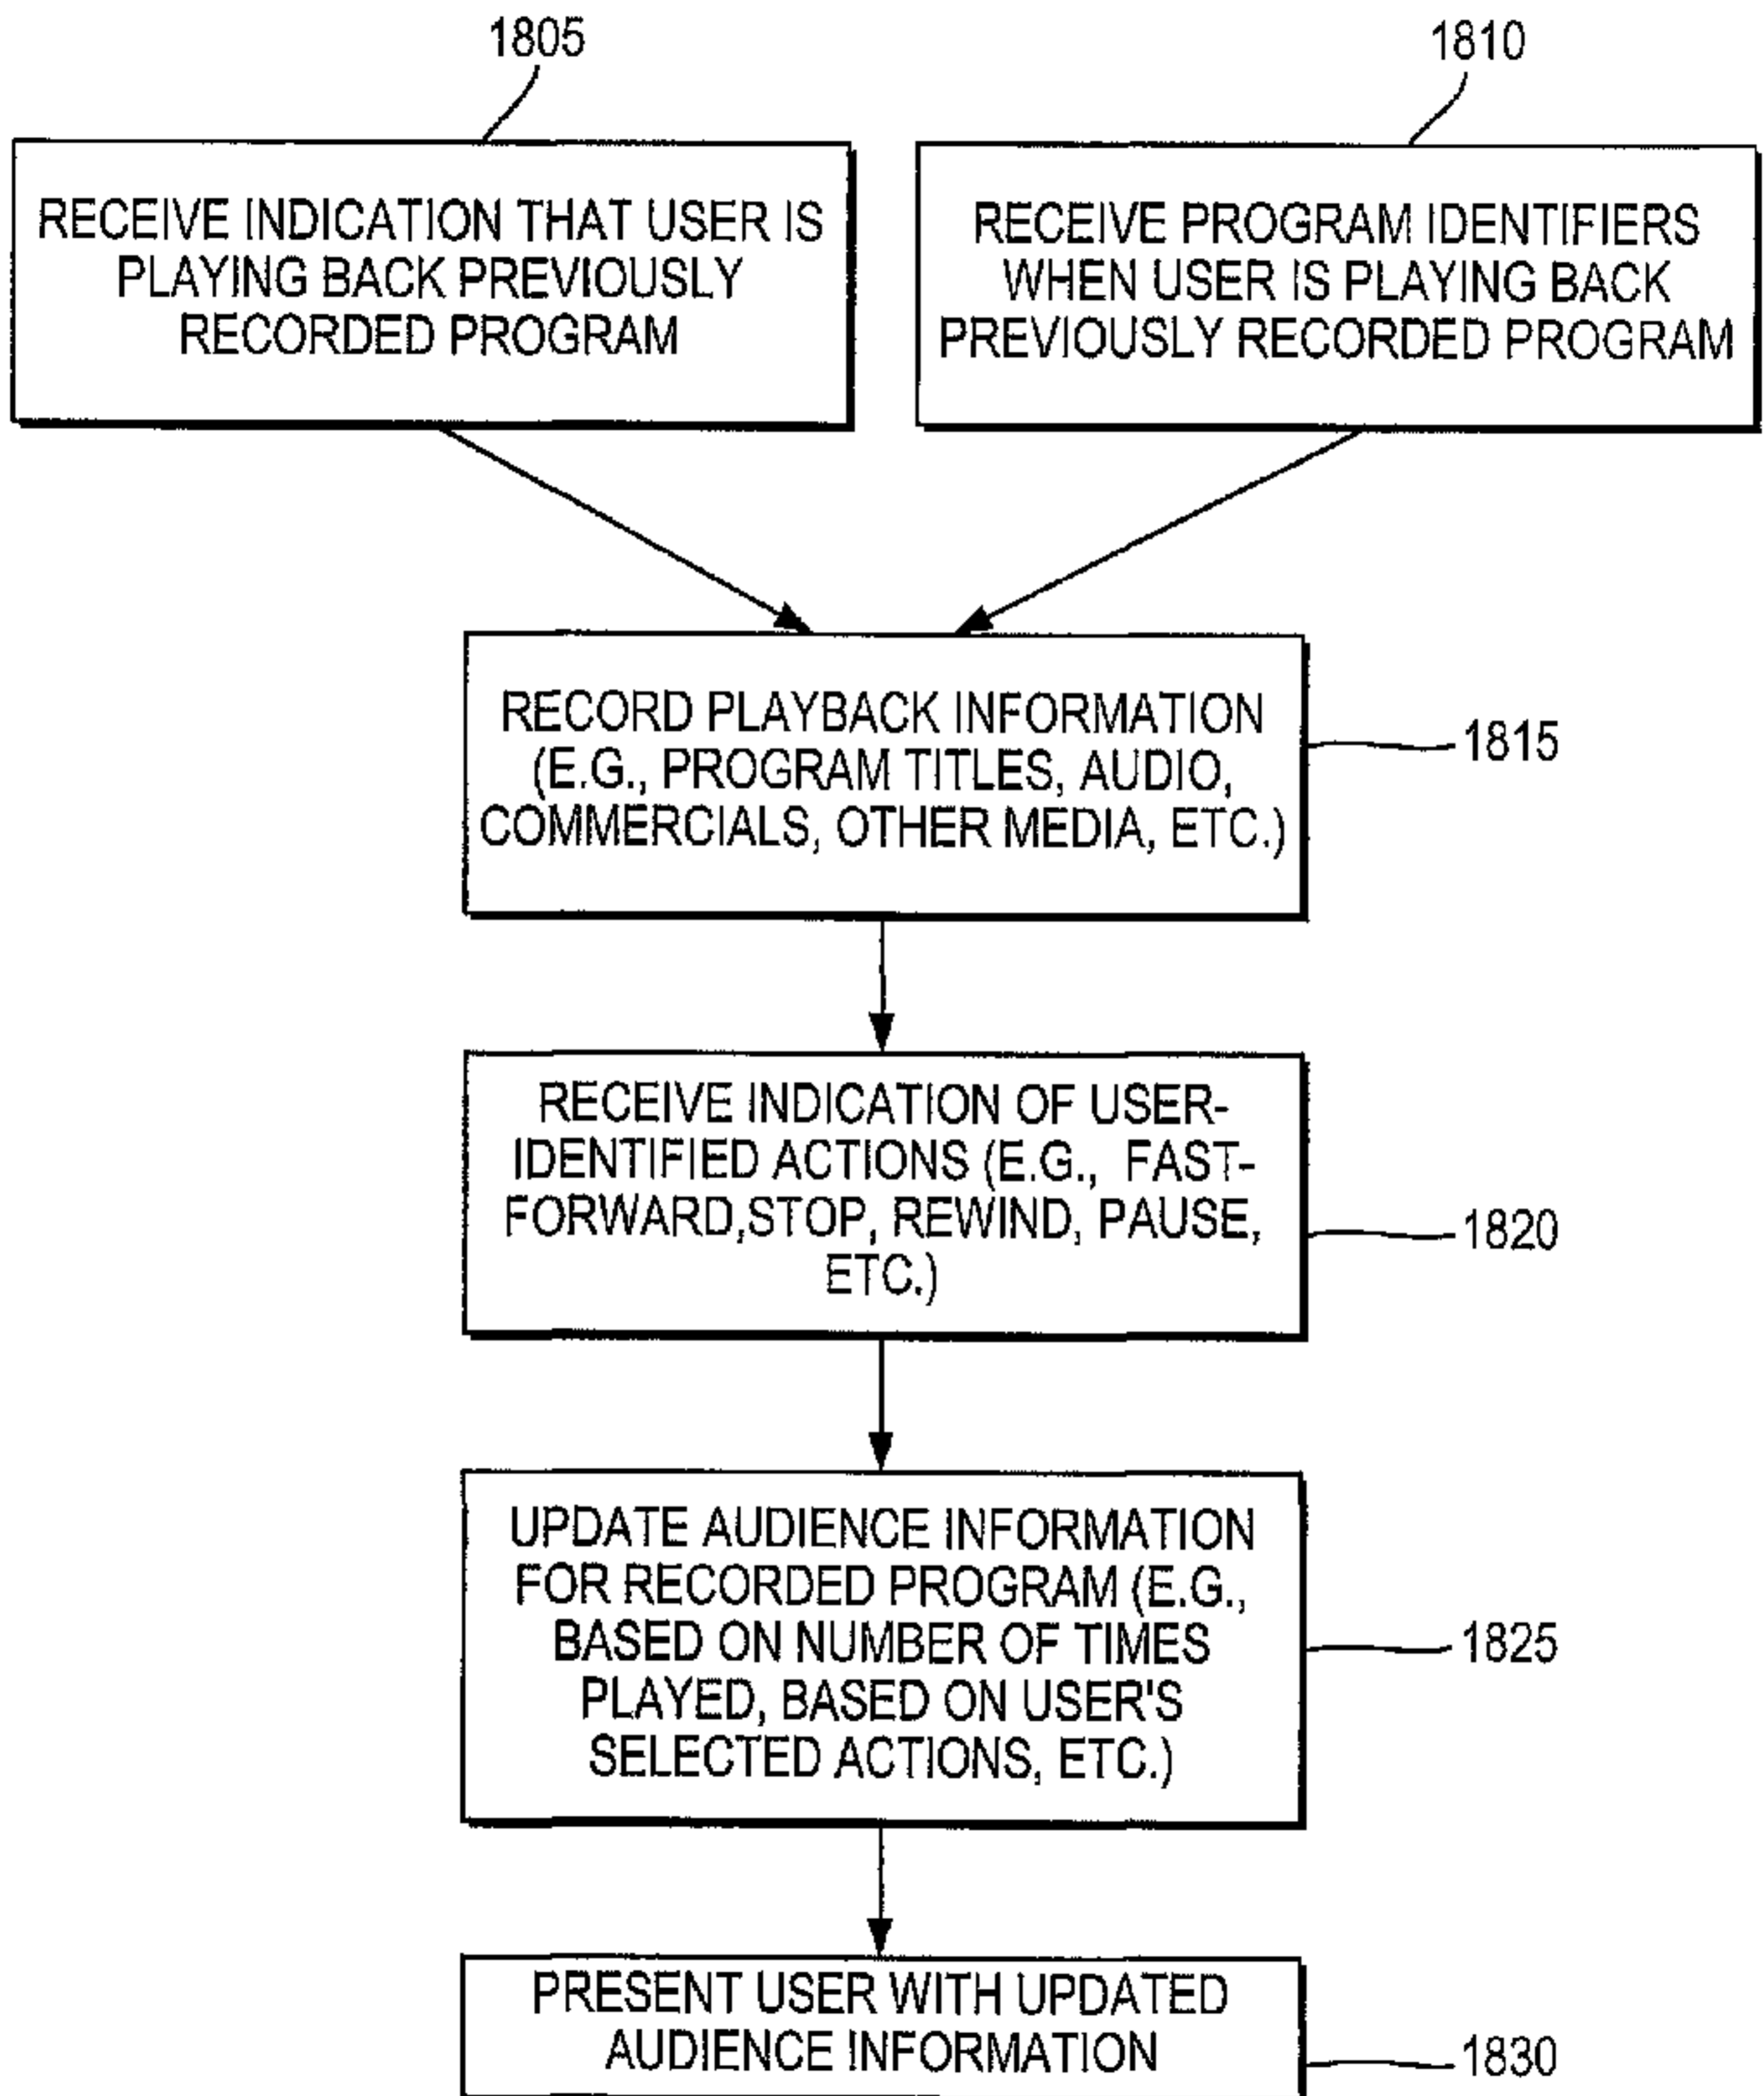 1805
1810
RECEIVE INDICATION THAT USER IS
PLAYING BACK PREVIOUSLY
RECORDED PROGRAM
RECEIVE PROGRAM IDENTIFIERS
WHEN USER IS PLAYING BACK
PREVIOUSLY RECORDED PROGRAM
RECORD PLAYBACK INFORMATION
(E.G., PROGRAM TITLES, AUDIO,
COMMERCIALS, OTHER MEDIA, ETC.)
1815
RECEIVE INDICATION OF USER-
IDENTIFIED ACTIONS (E.G., FAST-
FORWARD,STOP, REWIND, PAUSE,
ETC.)
1820
UPDATE AUDIENCE INFORMATION
FOR RECORDED PROGRAM (E.G.,
BASED ON NUMBER OF TIMES
PLAYED, BASED ON USER'S
SELECTED ACTIONS, ETC.)
1825
PRESENT USER WITH UPDATED
AUDIENCE INFORMATION
1830